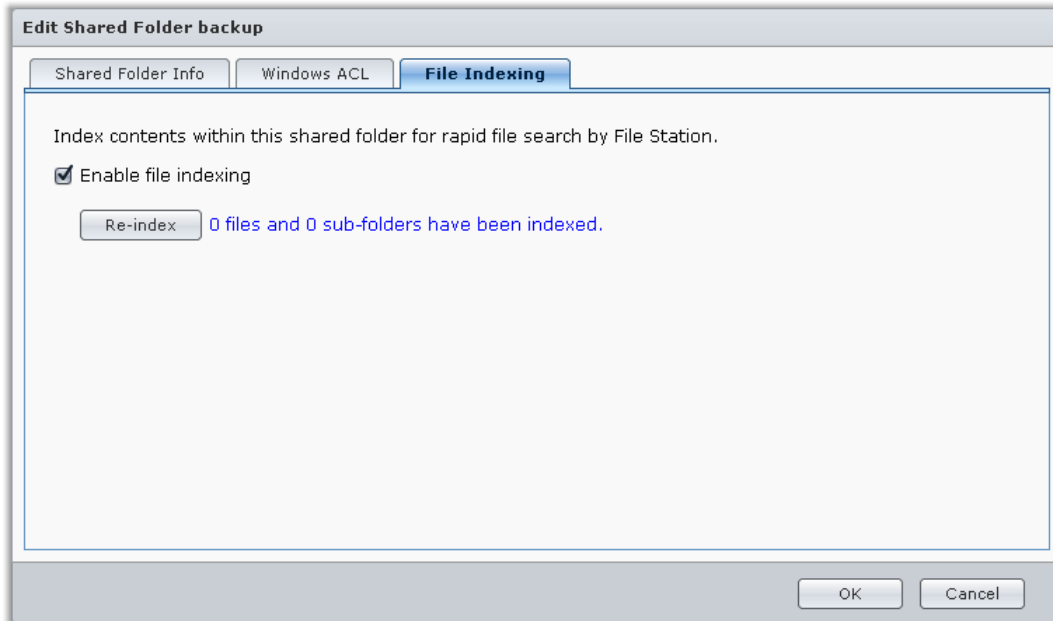 Edit Shared Folder backup
Shared Folder Info Windows ACL File Indexing
Index contents within this shared folder for rapid file search by File Station.
Enable file indexing
Re-index 0 files and 0 sub-folders have been indexed.
OK Cancel